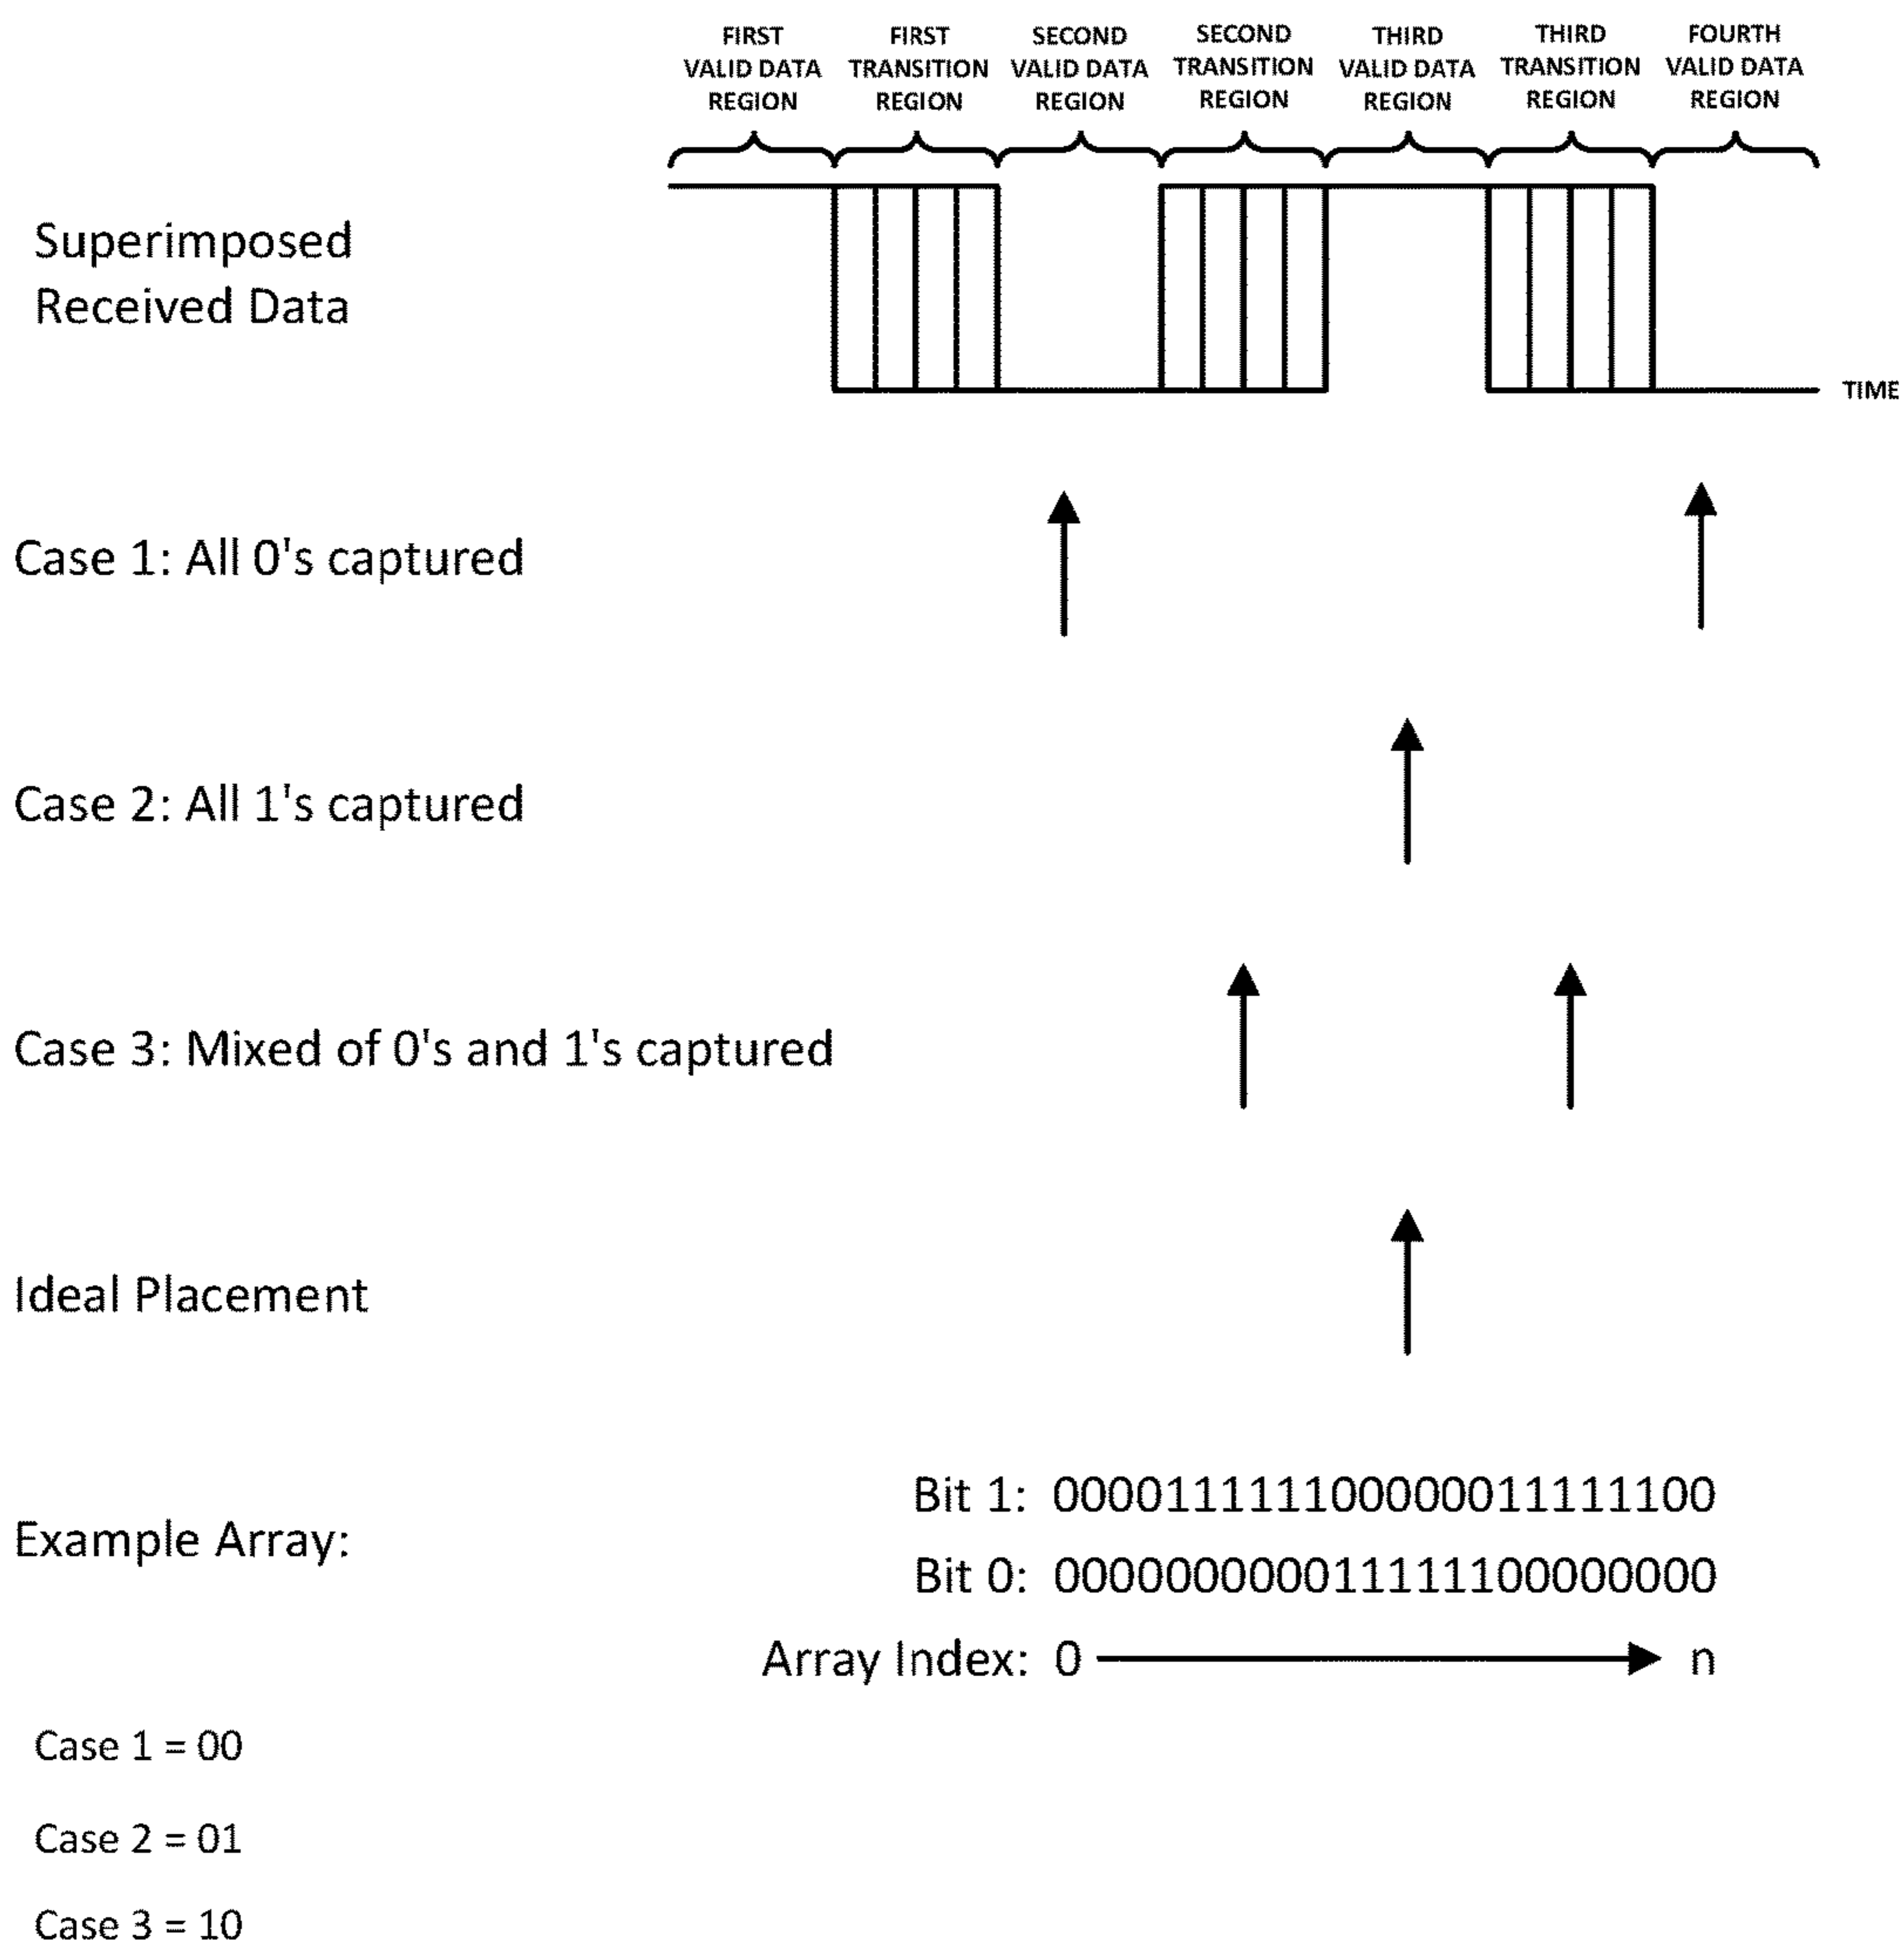 FIRST
VALID DATA
REGION
FIRST
TRANSITION
REGION
SECOND
VALID DATA
REGION
SECOND
TRANSITION
REGION
THIRD
VALID DATA
REGION
THIRD
TRANSITION
REGION
FOURTH
VALID DATA
REGION
Superimposed
Received Data
TIME
Case 1: All 0's captured
Case 2: All 1's captured
Case 3: Mixed of 0's and 1's captured
Ideal Placement
Example Array:
Bit 1: 000011111100000011111100
Bit 0: 000000000011111100000000
Array Index: 0 n
Case 1 = 00
Case 2 = 01
Case 3 = 10